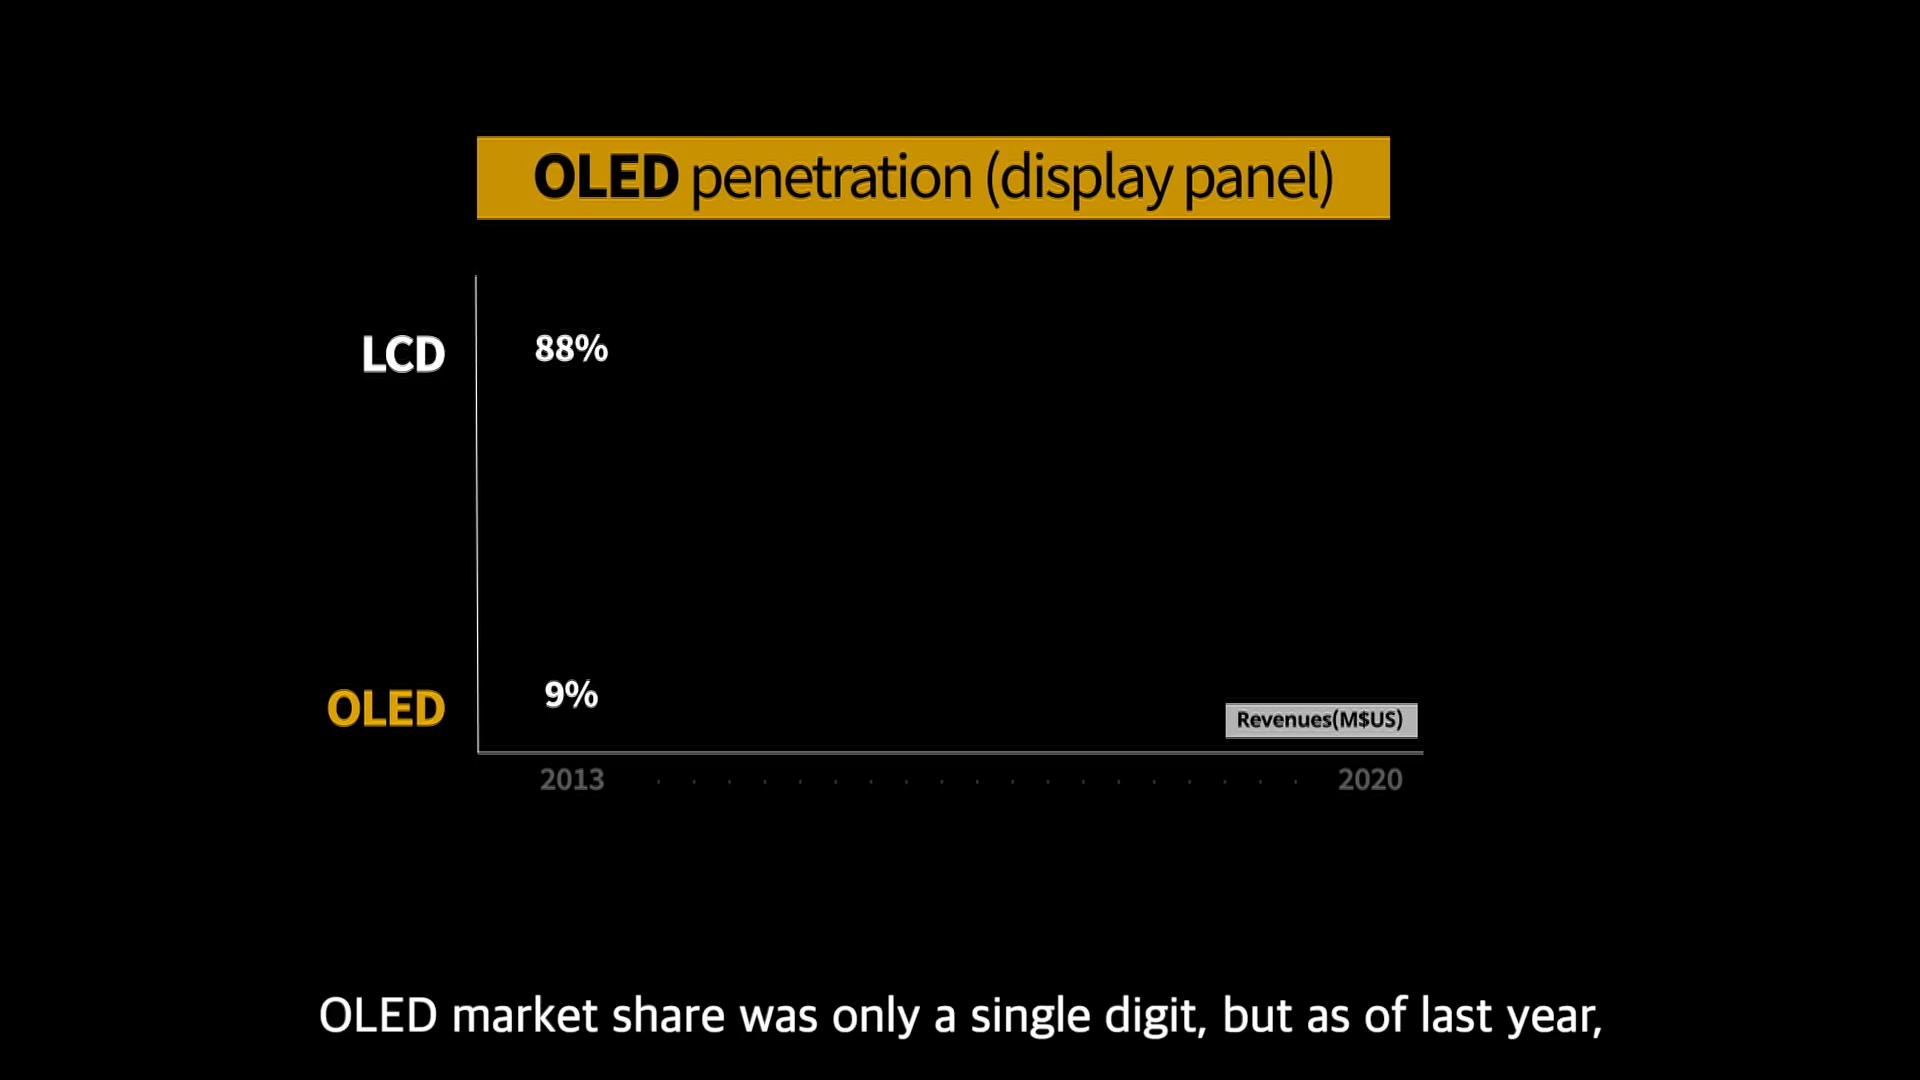 OLED penetration (display panel)
LCD
88%
OLED
9%
Revenues(M$US)
2013 . . . . . . . . . . . . . . . . . . . 2020
OLED market share was only a single digit, but as of last year,